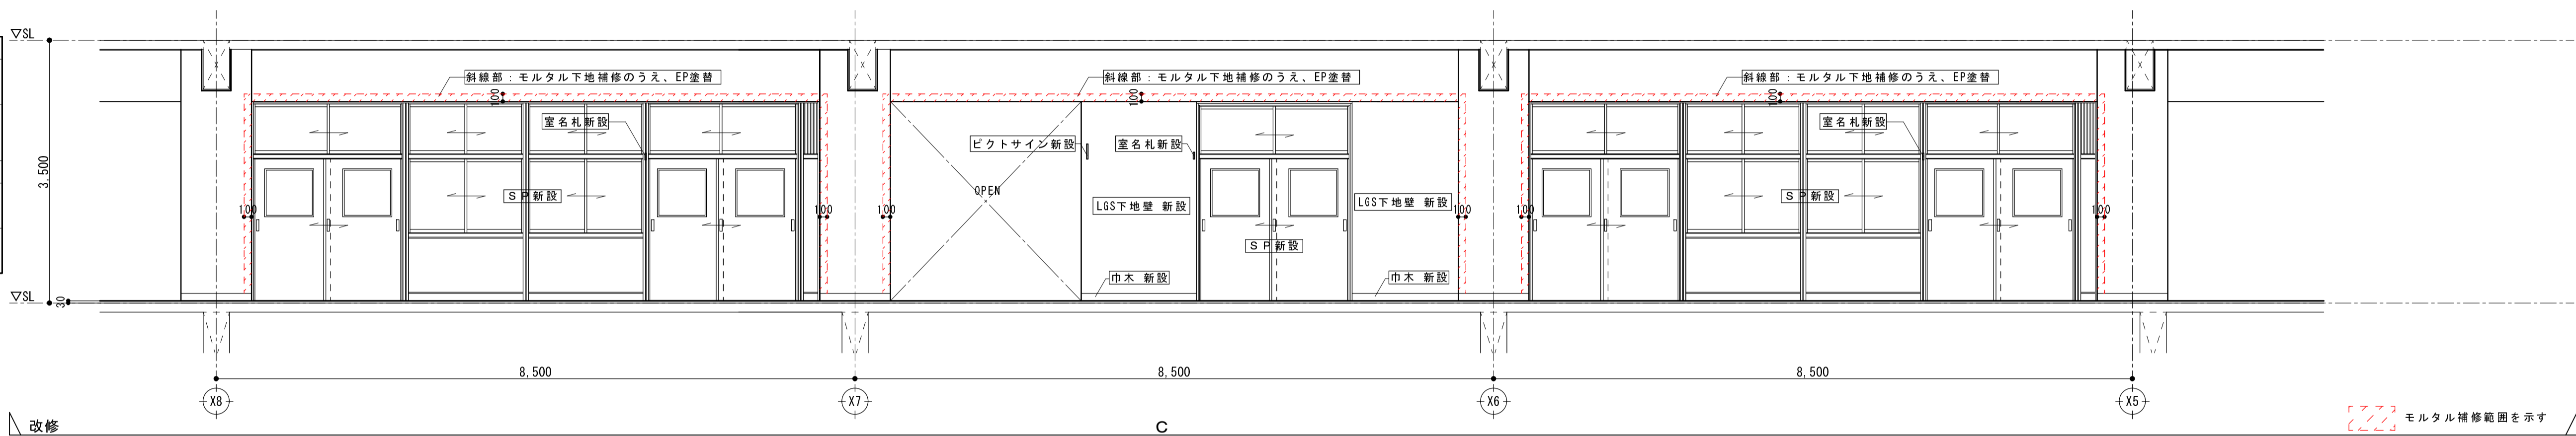 ▽SL
斜線部：モルタル下地補修のうえ、EP塗替
斜線部：モルタル下地補修のうえ、EP塗替
斜線部：モルタル下地補修のうえ、EP塗替
100
100
100
室名札新設
ピクトサイン新設
室名札新設
室名札新設
3,500
OPEN
ＳＰ新設
LGS下地壁 新設
LGS下地壁 新設
ＳＰ新設
100
100
100
100
100
100
ＳＰ新設
巾木 新設
巾木 新設
▽SL
30
8,500
8,500
8,500
X8
X7
X6
X5
改修
C
モルタル補修範囲を示す